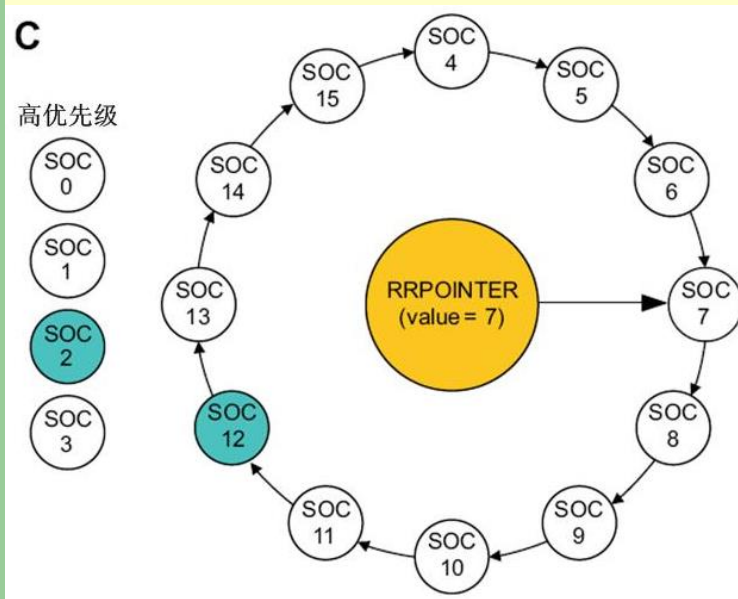 C
高优先级
SOC
0
SOC
1
SOC
2
SOC
3
SOC
4
SOC
5
SOC
6
SOC
7
SOC
8
SOC
9
SOC
10
SOC
11
SOC
12
SOC
13
SOC
14
SOC
15
RRPOINTER
(value = 7)